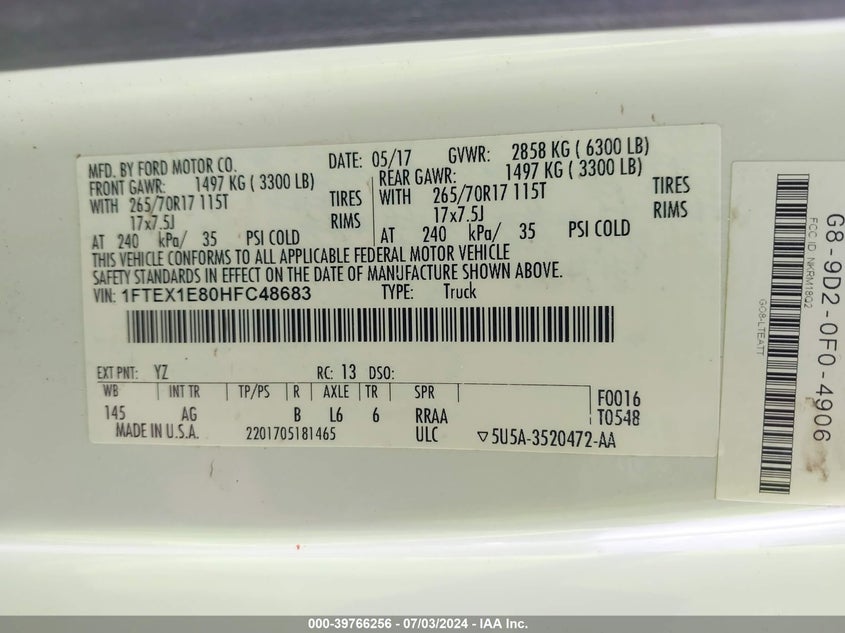 MFD. BY FORD MOTOR CO.
DATE: 05/17 GVWR: 2858 KG ( 6300 LB)
FRONT GAWR: 1497 KG ( 3300 LB)
REAR GAWR: 1497 KG ( 3300 LB)
WITH 265/70R17 115T TIRES
WITH 265/70R17 115T TIRES
17x7.5J RIMS
17x7.5J RIMS
AT 240 kPa/ 35 PSI COLD
AT 240 kPa/ 35 PSI COLD
THIS VEHICLE CONFORMS TO ALL APPLICABLE FEDERAL MOTOR VEHICLE
SAFETY STANDARDS IN EFFECT ON THE DATE OF MANUFACTURE SHOWN ABOVE.
VIN: 1FTEX1E80HFC48683 TYPE: Truck
EXT PNT: YZ RC: 13 DSO:
WB INT TR TP/PS R AXLE TR SPR F0016
145 AG B L6 6 RRAA T0548
MADE IN U.S.A. 2201705181465 ULC ▽5U5A-3520472-AA
G8-9D2-0F0-4906
FCC ID: NKRM18Q2
GO8-LTEATT
000-39766256 - 07/03/2024 - IAA Inc.